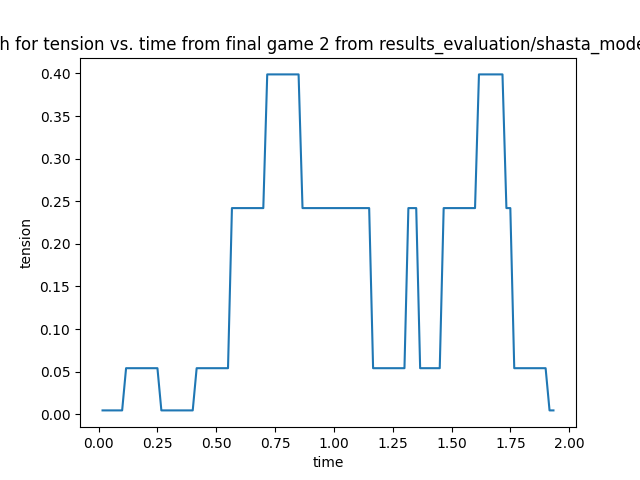 h for tension vs. time from final game 2 from results_evaluation/shasta_mode
0.40
0.35
0.30
0.25
0.20
0.15
0.10
0.05
0.00
tension
0.00 0.25 0.50 0.75 1.00 1.25 1.50 1.75 2.00
time